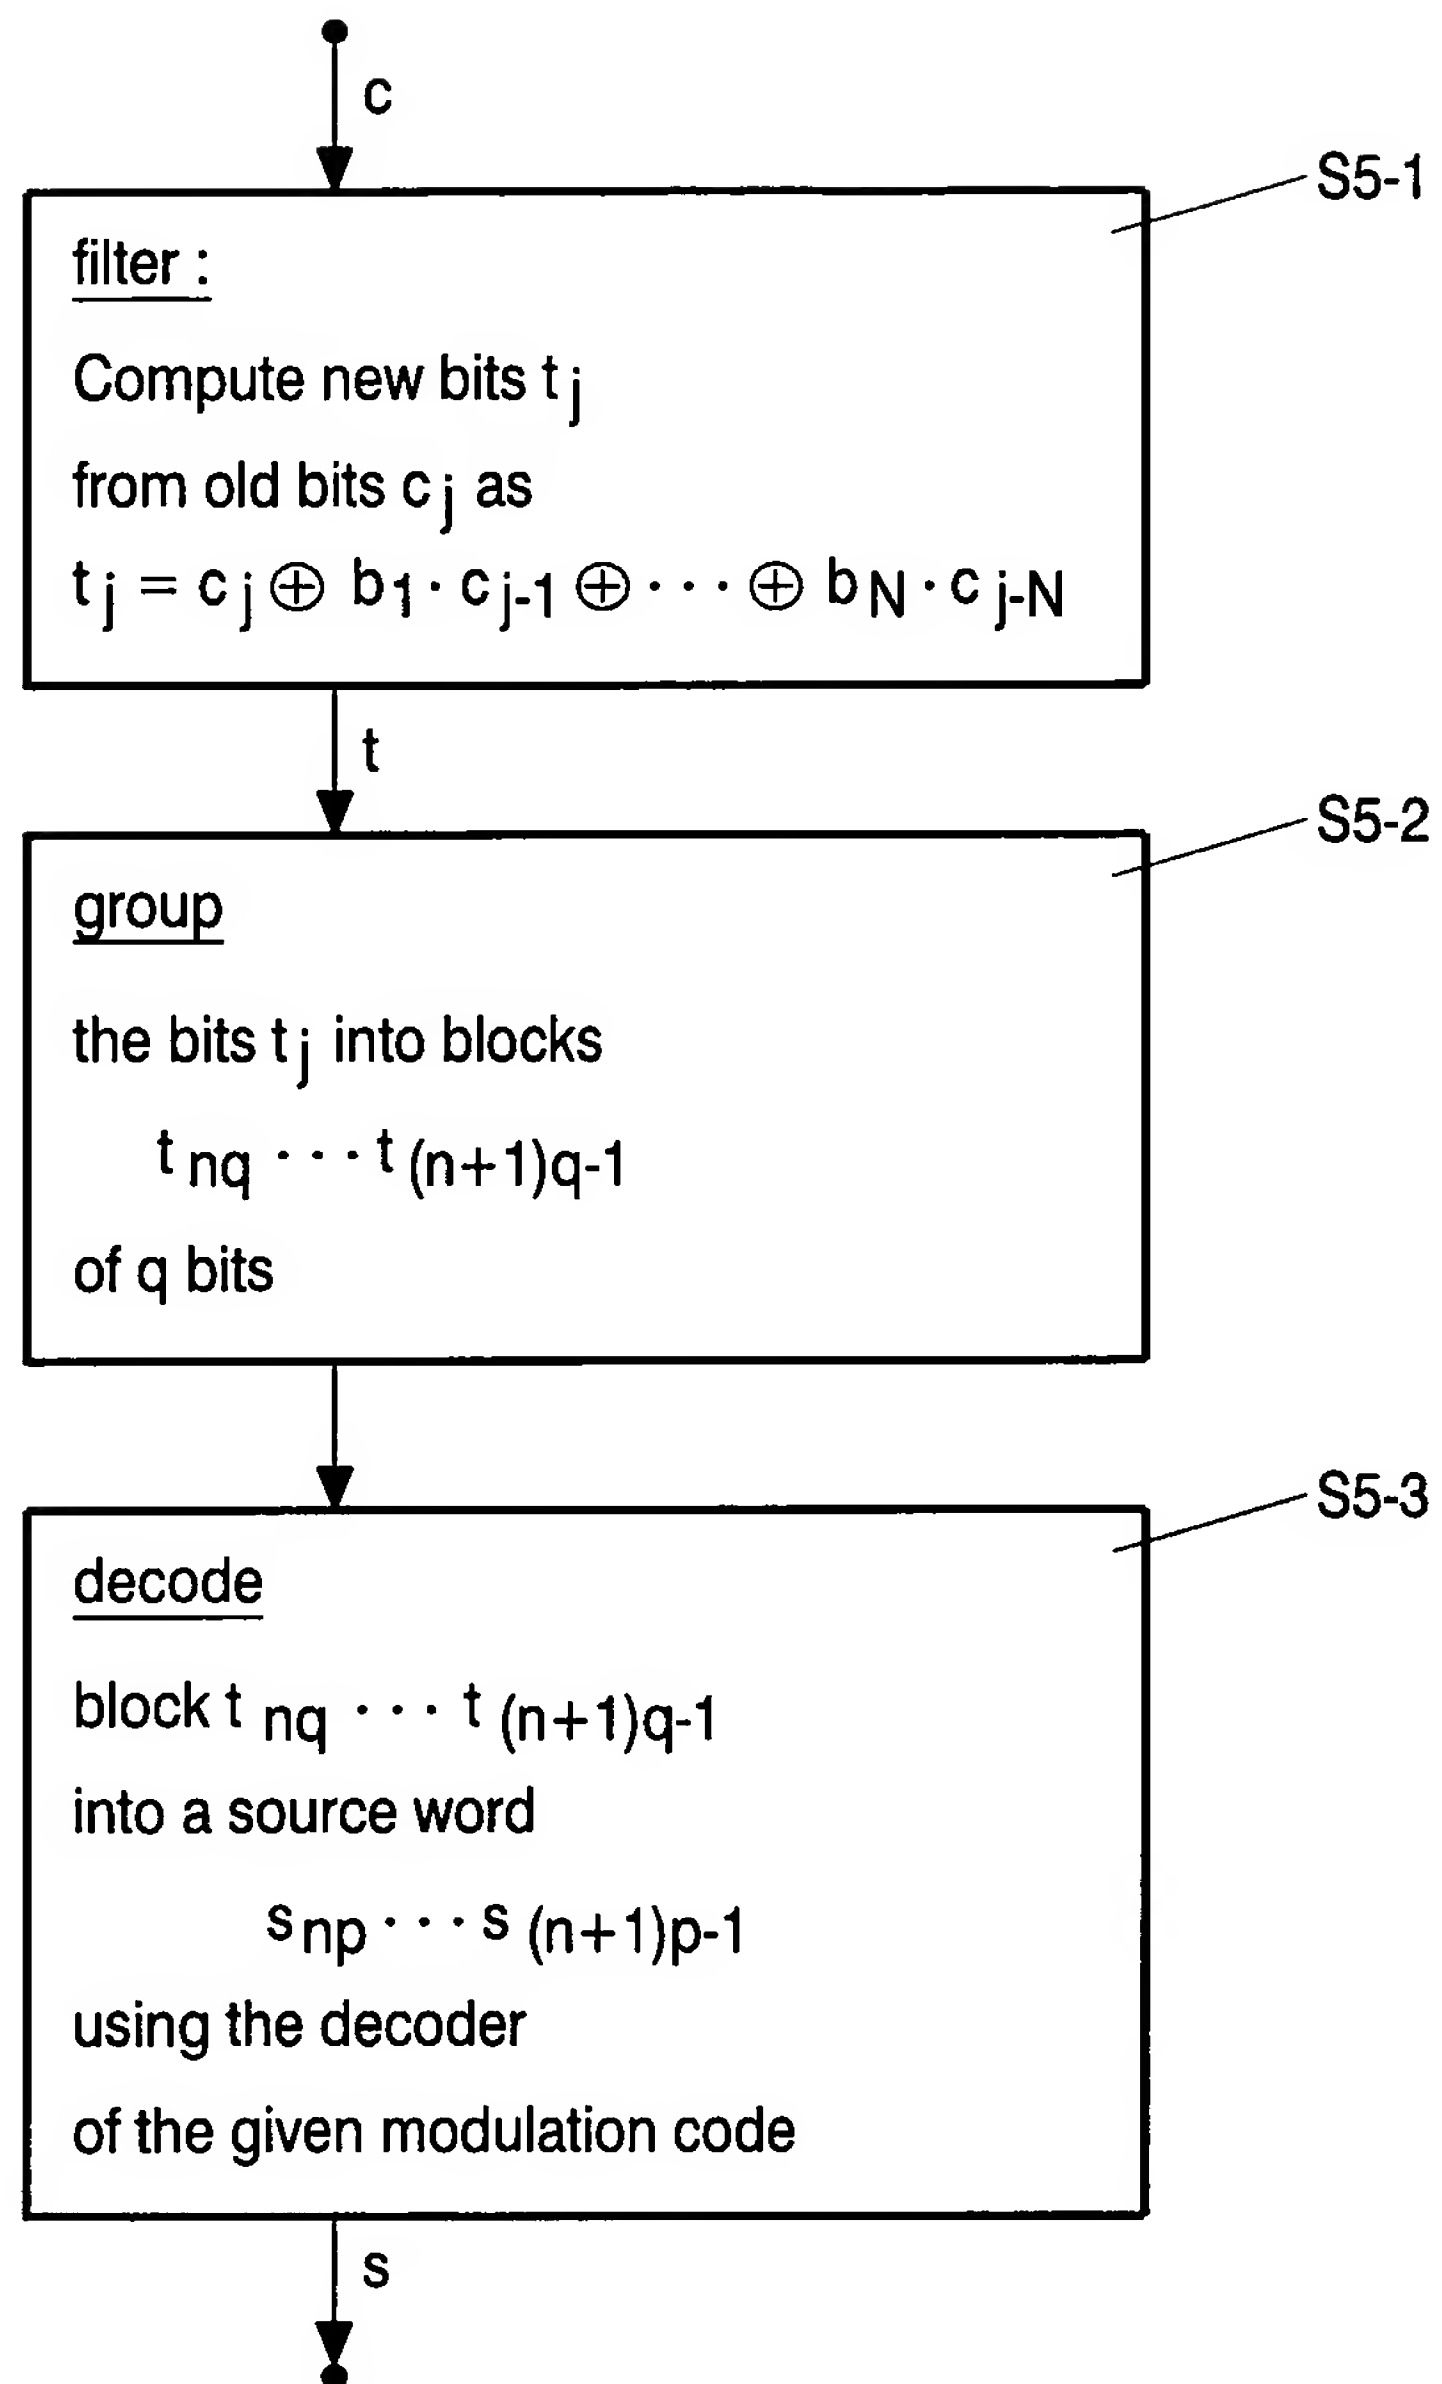 c
S5-1
filter :
Compute new bits t j
from old bits c j as
t j = c j ⊕ b1 · c j-1 ⊕ · · · ⊕ b N · c j-N
t
S5-2
group
the bits t j into blocks
t nq · · · t (n+1)q-1
of q bits
S5-3
decode
block t nq · · · t (n+1)q-1
into a source word
s np · · · s (n+1)p-1
using the decoder
of the given modulation code
s